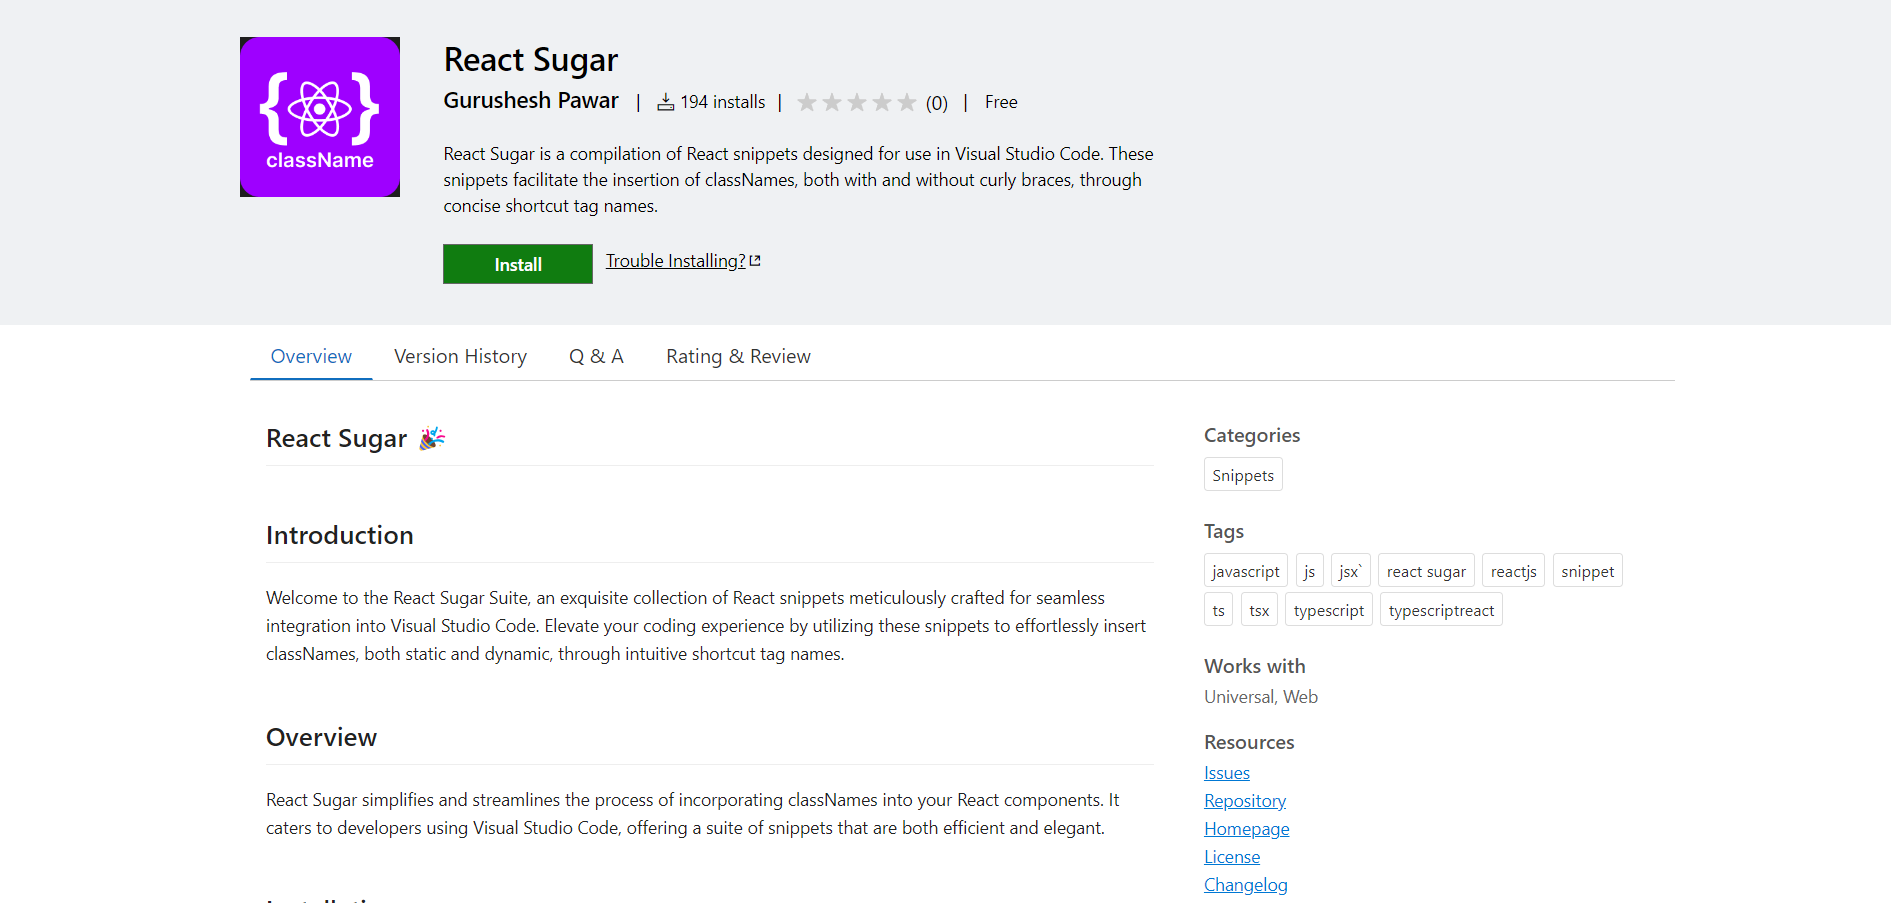 React Sugar
Gurushesh Pawar | 194 installs | (0) | Free
{ }
className
React Sugar is a compilation of React snippets designed for use in Visual Studio Code. These
snippets facilitate the insertion of classNames, both with and without curly braces, through
concise shortcut tag names.
Install Trouble Installing?
Overview Version History Q & A Rating & Review
React Sugar 🎉
Introduction
Welcome to the React Sugar Suite, an exquisite collection of React snippets meticulously crafted for seamless
integration into Visual Studio Code. Elevate your coding experience by utilizing these snippets to effortlessly insert
classNames, both static and dynamic, through intuitive shortcut tag names.
Overview
React Sugar simplifies and streamlines the process of incorporating classNames into your React components. It
caters to developers using Visual Studio Code, offering a suite of snippets that are both efficient and elegant.
Categories
Snippets
Tags
javascript js jsx` react sugar reactjs snippet
ts tsx typescript typescriptreact
Works with
Universal, Web
Resources
Issues
Repository
Homepage
License
Changelog